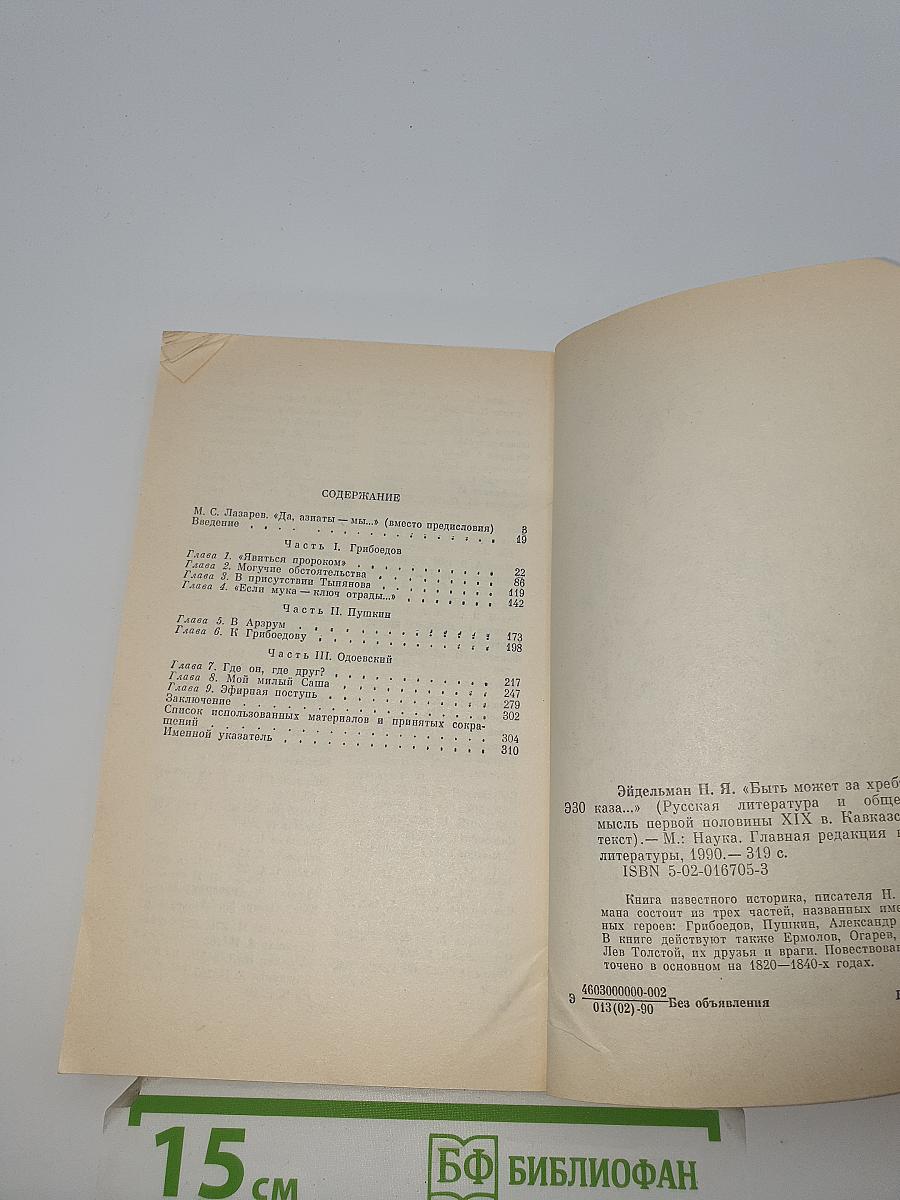 СОДЕРЖАНИЕ
М. С. Лазарев. «Да, азиаты — мы...» (вместо предисловия) 3
Введение 19
Часть I. Грибоедов
Глава 1. «Явиться пророком» 22
Глава 2. Могучие обстоятельства 86
Глава 3. В присутствии Тынянова 119
Глава 4. «Если мука — ключ отрады...» 142
Часть II. Пушкин
Глава 5. В Арзрум 173
Глава 6. К Грибоедову 198
Часть III. Одоевский
Глава 7. Где он, где друг? 217
Глава 8. Мой милый Саша 247
Глава 9. Эфирная поступь 279
Заключение 302
Список использованных материалов и принятых сокра-
щений 304
Именной указатель 310
Эйдельман Н. Я. «Быть может за хреб
Э30 каза...» (Русская литература и обще
мысль первой половины XIX в. Кавказс
текст).— М.: Наука. Главная редакция
литературы, 1990.— 319 с.
ISBN 5-02-016705-3
Книга известного историка, писателя Н.
мана состоит из трех частей, названных име
ных героев: Грибоедов, Пушкин, Александр
В книге действуют также Ермолов, Огарев,
Лев Толстой, их друзья и враги. Повествова
точено в основном на 1820—1840-х годах.
Э 4603000000-002
013(02)-90 Без объявления
15 см
БФ БИБЛИОФАН